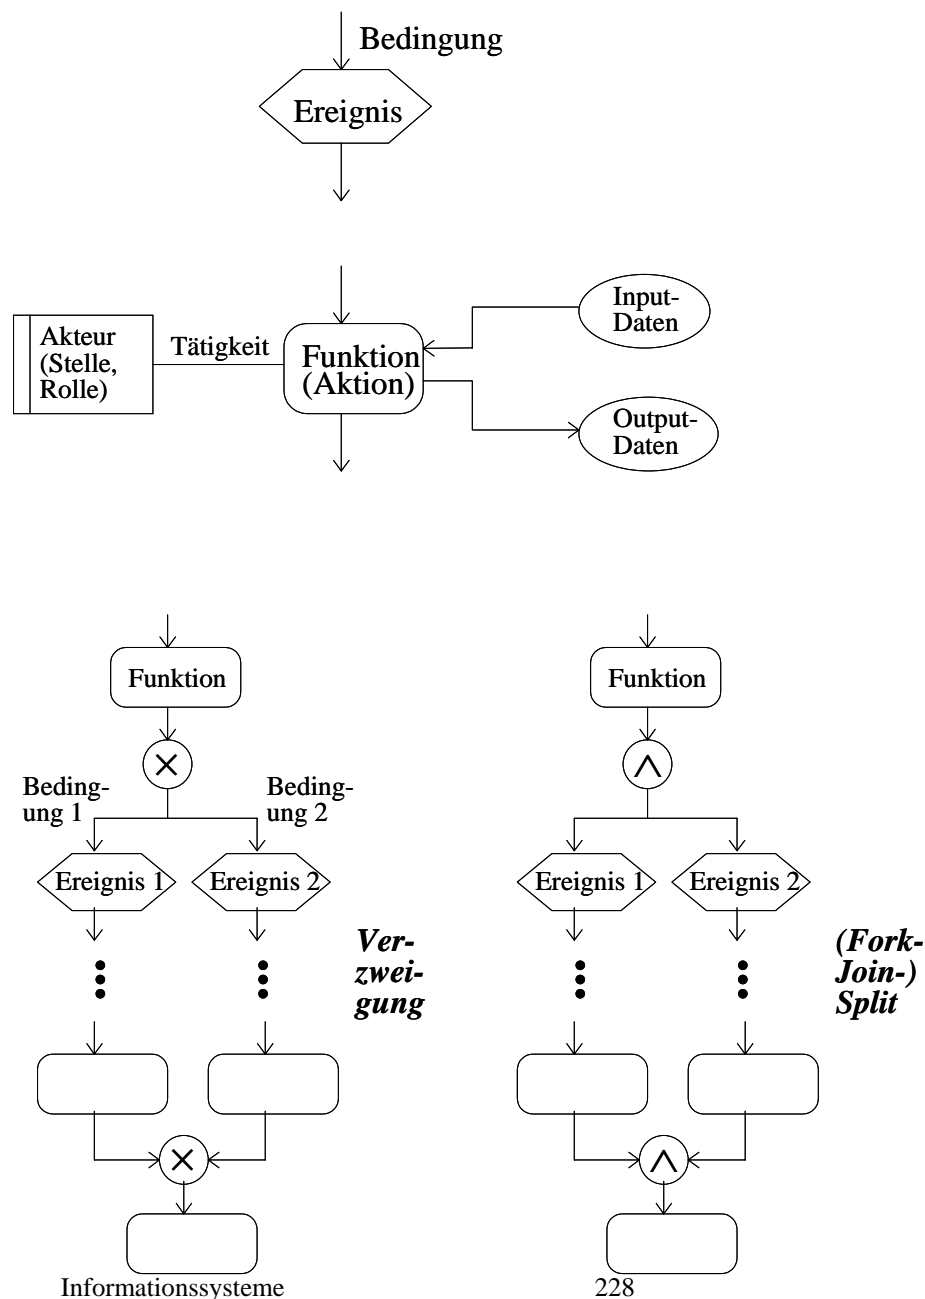 Bedingung
Ereignis
Akteur
(Stelle,
Rolle)
Tätigkeit
Funktion
(Aktion)
Input-
Daten
Output-
Daten
Funktion
Beding-
ung 1
Beding-
ung 2
Ereignis 1
Ereignis 2
Ver-
zwei-
gung
Funktion
Ereignis 1
Ereignis 2
(Fork-
Join-)
Split
Informationssysteme
228